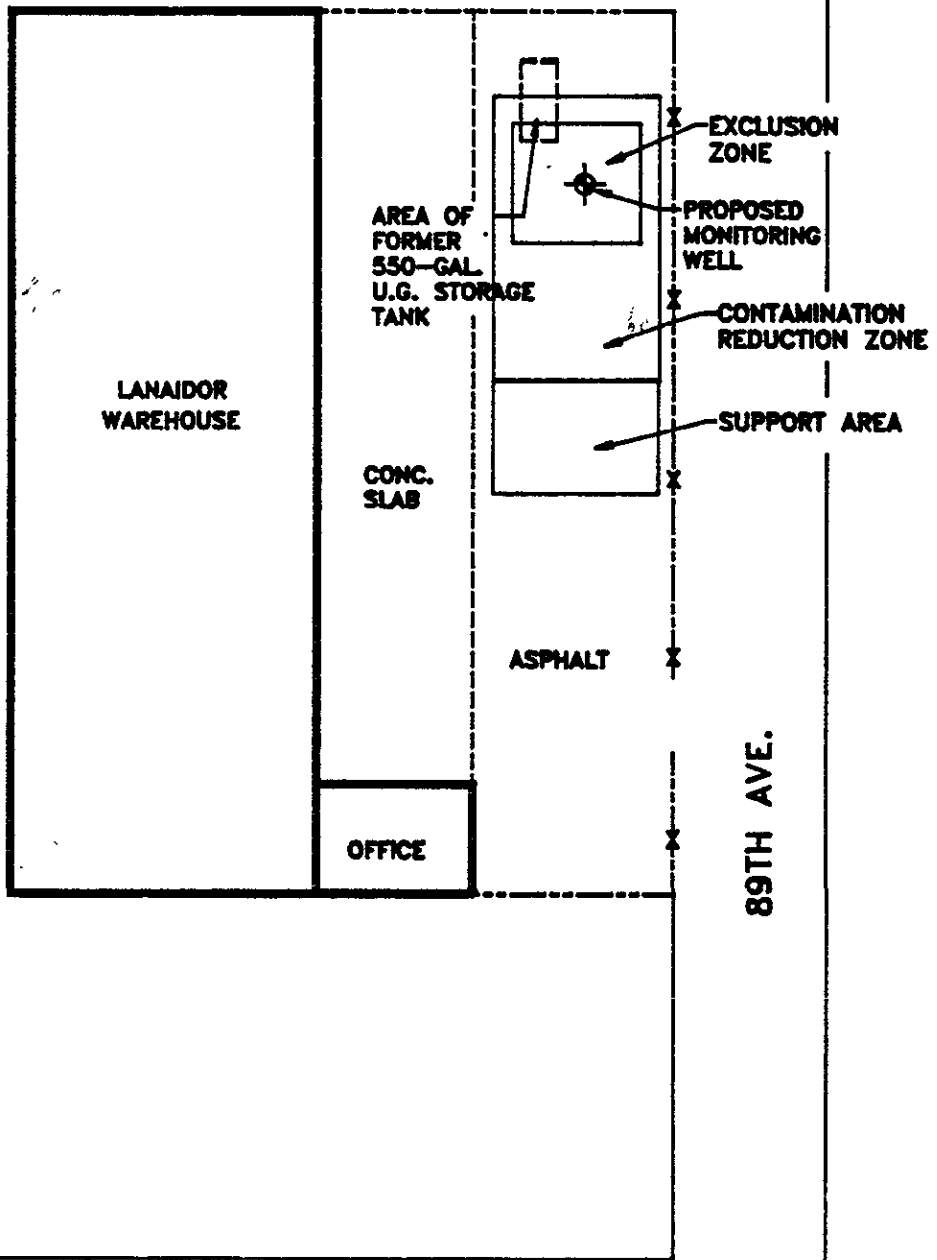 EXCLUSION
ZONE
PROPOSED
MONITORING
WELL
AREA OF
FORMER
550-GAL.
U.G. STORAGE
TANK
CONTAMINATION
REDUCTION ZONE
LANAIDOR
WAREHOUSE
SUPPORT AREA
CONC.
SLAB
ASPHALT
89TH AVE.
OFFICE